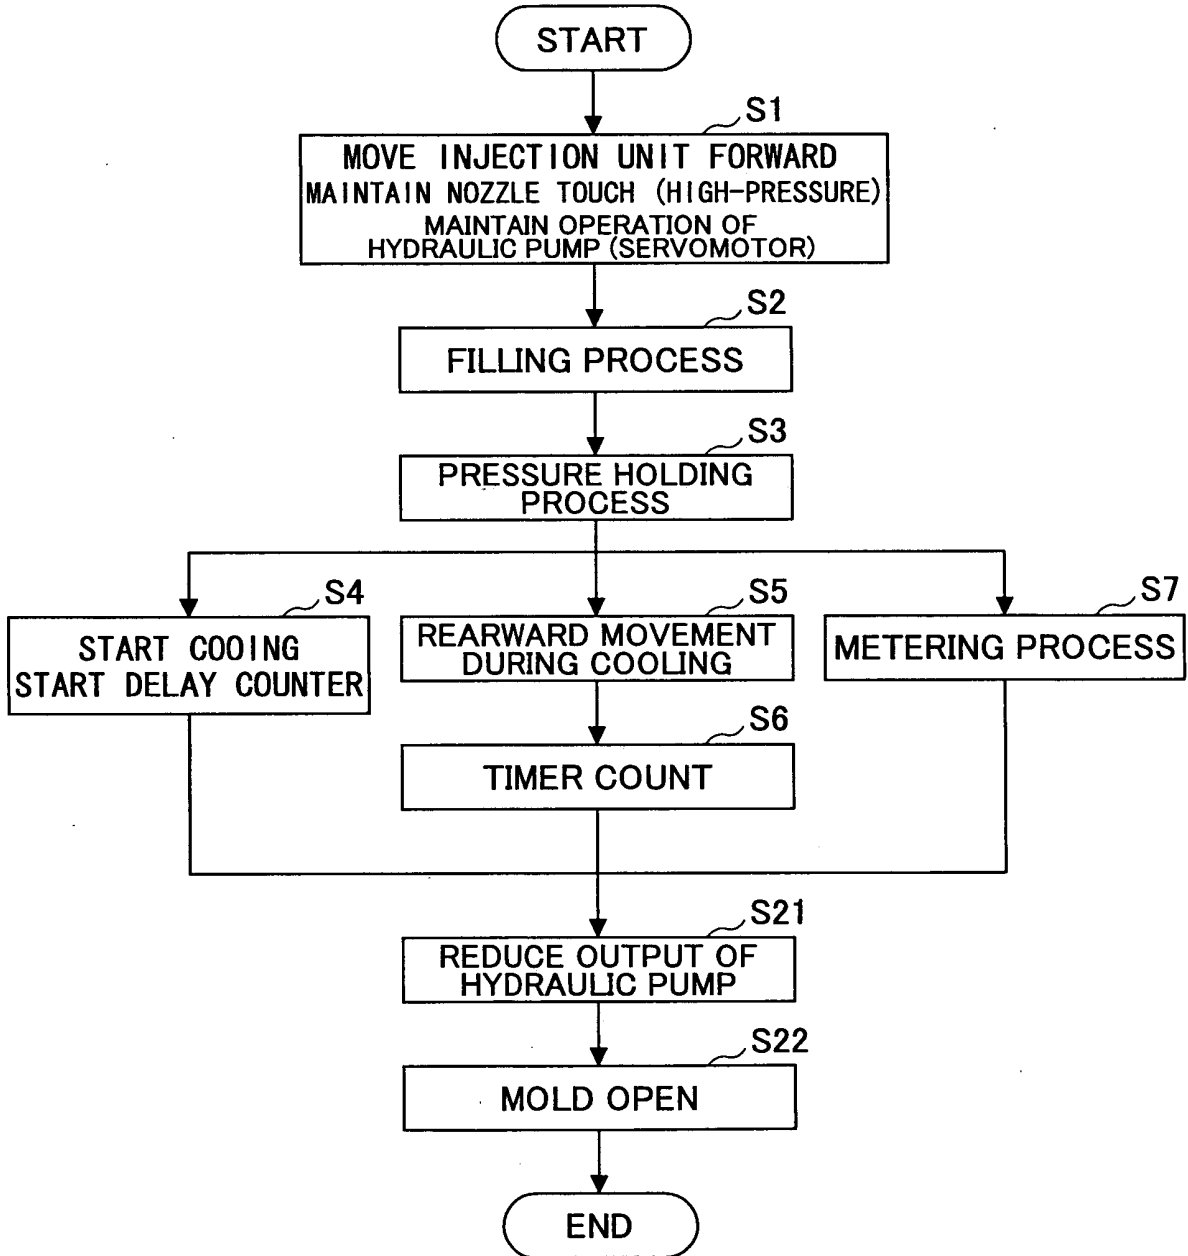 START
S1
MOVE INJECTION UNIT FORWARD
MAINTAIN NOZZLE TOUCH (HIGH-PRESSURE)
MAINTAIN OPERATION OF
HYDRAULIC PUMP (SERVOMOTOR)
S2
FILLING PROCESS
S3
PRESSURE HOLDING
PROCESS
S4
START COOING
START DELAY COUNTER
S5
REARWARD MOVEMENT
DURING COOLING
S7
METERING PROCESS
S6
TIMER COUNT
S21
REDUCE OUTPUT OF
HYDRAULIC PUMP
S22
MOLD OPEN
END